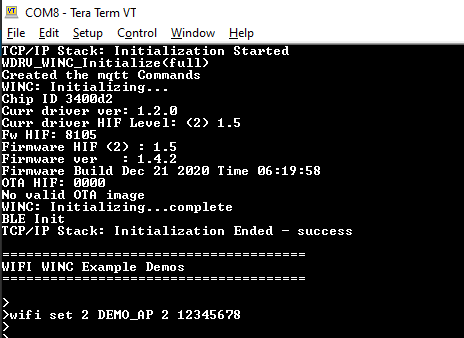 COM8 - Tera Term VT
File Edit Setup Control Window Help
TCP/IP Stack: Initialization Started
WDRV_WINC_Initialize(full)
Created the mqtt Commands
WINC: Initializing...
Chip ID 3400d2
Curr driver ver: 1.2.0
Curr driver HIF Level: (2) 1.5
Fw HIF: 8105
Firmware HIF (2) : 1.5
Firmware ver   : 1.4.2
Firmware Build Dec 21 2020 Time 06:19:58
OTA HIF: 0000
No valid OTA image
WINC: Initializing...complete
BLE Init
TCP/IP Stack: Initialization Ended - success
======================================
WIFI WINC Example Demos
======================================
>
>wifi set 2 DEMO_AP 2 12345678
>
>